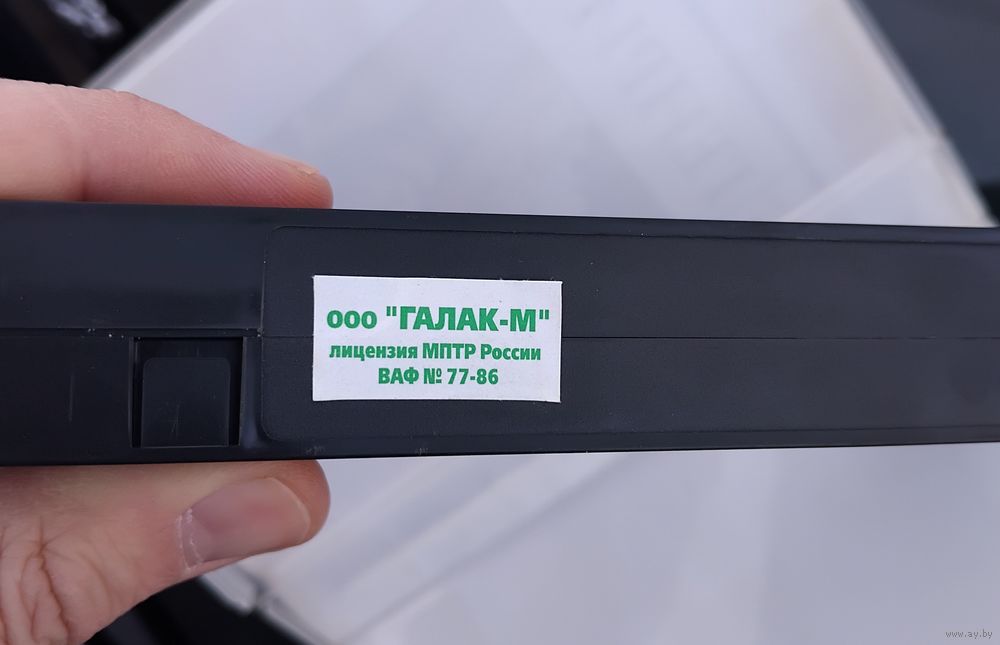 ООО "ГАЛАК-М"
лицензия МПТР России
ВАФ № 77-86
www.ay.by